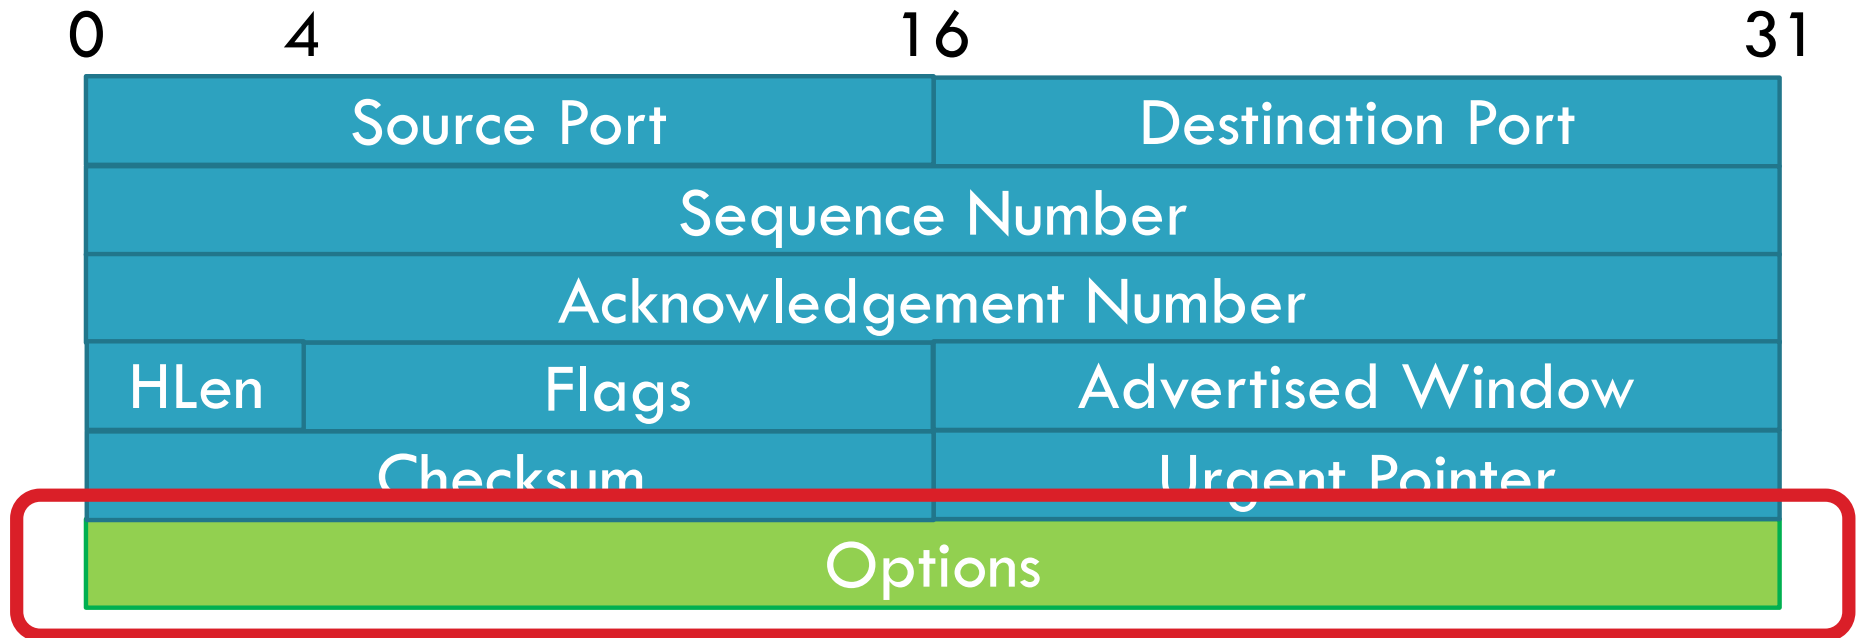 0 4 16 31
Source Port Destination Port
Sequence Number
Acknowledgement Number
HLen Flags Advertised Window
Checksum Urgent Pointer
Options